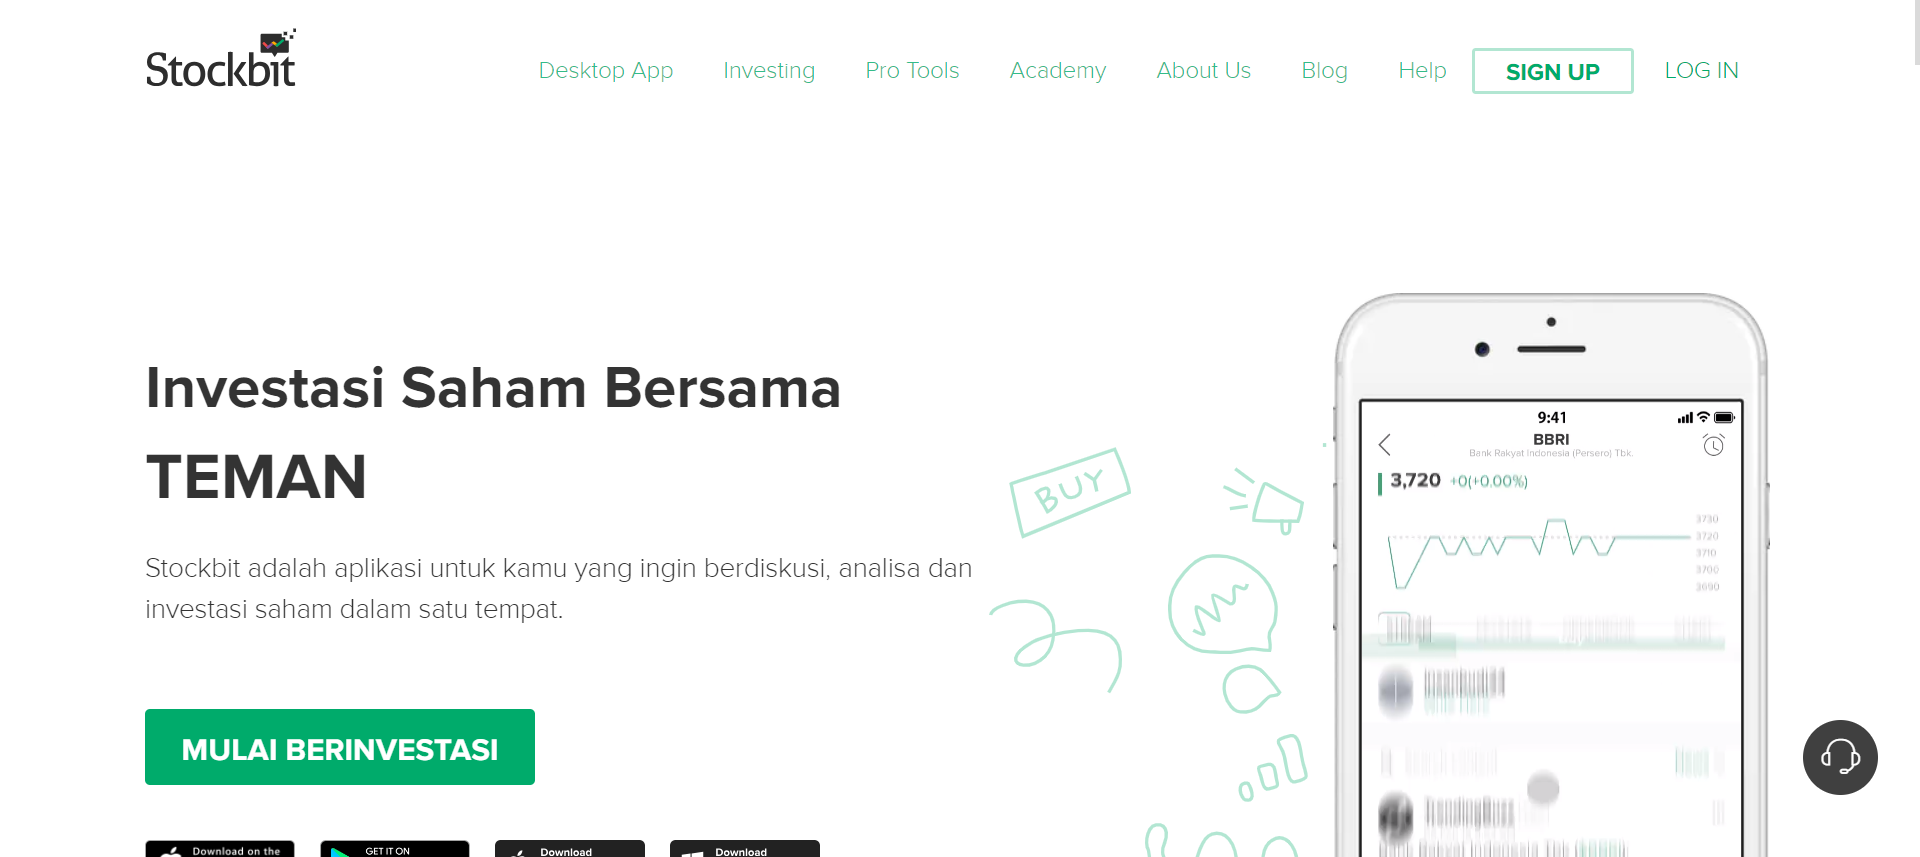 Stockbit
Desktop App Investing Pro Tools Academy About Us Blog Help SIGN UP LOG IN
Investasi Saham Bersama
TEMAN
Stockbit adalah aplikasi untuk kamu yang ingin berdiskusi, analisa dan
investasi saham dalam satu tempat.
MULAI BERINVESTASI
Download on the
GET IT ON
Download
Download
BUY
9:41
BBRI
Bank Rakyat Indonesia (Persero) Tbk.
3,720 +0(+0.00%)
3730
3720
3710
3700
3690